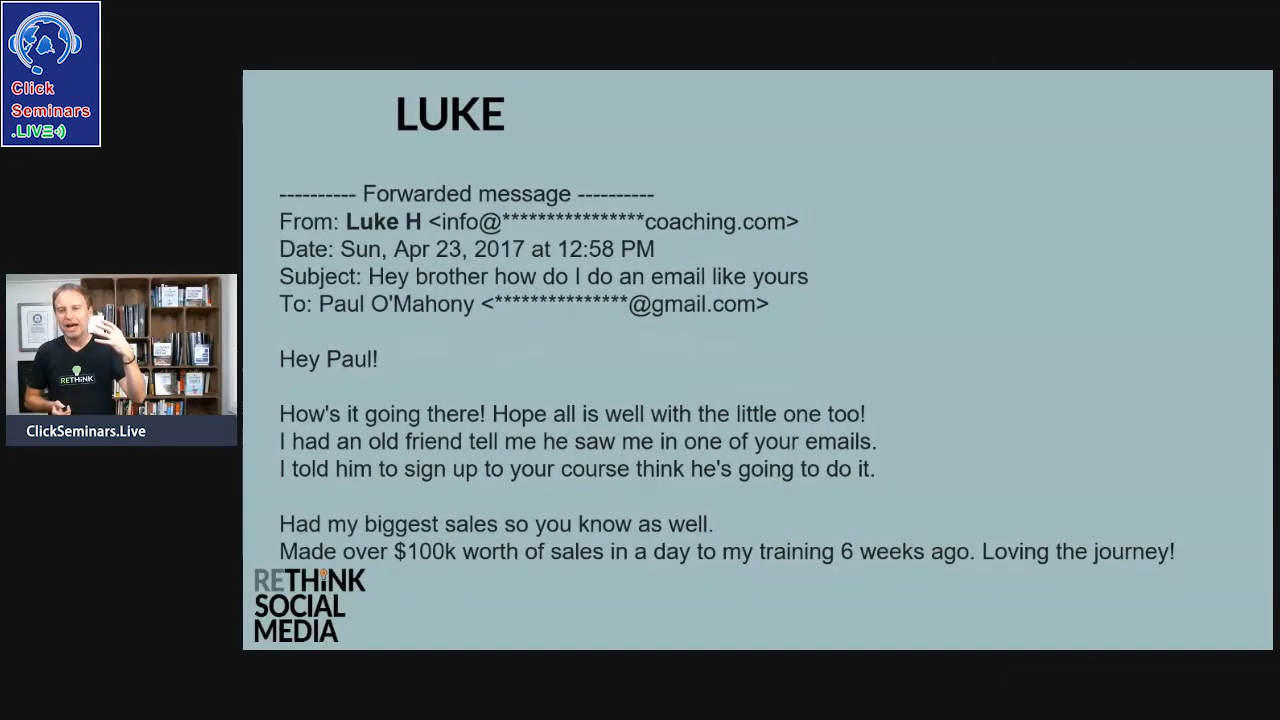 Click
Seminars
.LIVE
LUKE
---------- Forwarded message ----------
From: Luke H <info@****************coaching.com>
Date: Sun, Apr 23, 2017 at 12:58 PM
Subject: Hey brother how do I do an email like yours
To: Paul O'Mahony <***************@gmail.com>
Hey Paul!
How's it going there! Hope all is well with the little one too!
I had an old friend tell me he saw me in one of your emails.
I told him to sign up to your course think he's going to do it.
Had my biggest sales so you know as well.
Made over $100k worth of sales in a day to my training 6 weeks ago. Loving the journey!
RETHiNK
SOCIAL
MEDIA
RETHiNK
ClickSeminars.Live